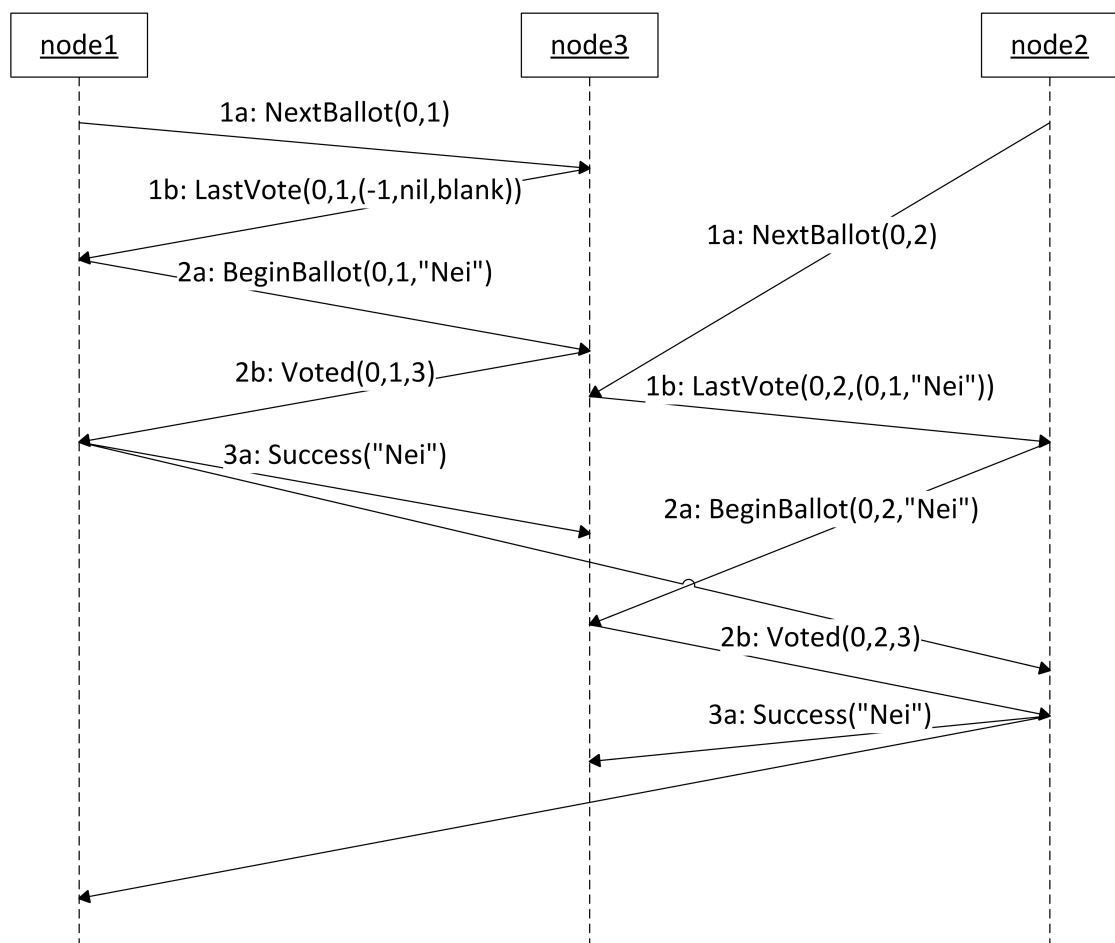 node1
node3
node2
1a: NextBallot(0,1)
1b: LastVote(0,1,(-1,nil,blank))
1a: NextBallot(0,2)
2a: BeginBallot(0,1,"Nei")
2b: Voted(0,1,3)
1b: LastVote(0,2,(0,1,"Nei"))
3a: Success("Nei")
2a: BeginBallot(0,2,"Nei")
2b: Voted(0,2,3)
3a: Success("Nei")